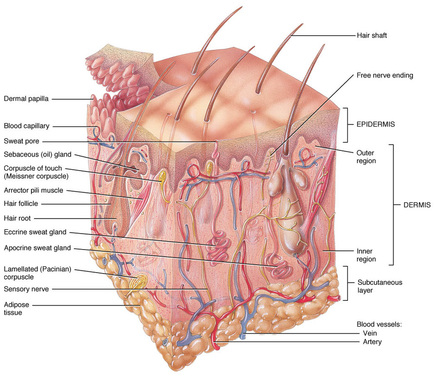 Hair shaft
Free nerve ending
Dermal papilla
Blood capillary
EPIDERMIS
Sweat pore
Sebaceous (oil) gland
Outer
region
Corpuscle of touch
(Meissner corpuscle)
Arrector pili muscle
Hair follicle
DERMIS
Hair root
Eccrine sweat gland
Apocrine sweat gland
Inner
region
Lamellated (Pacinian)
corpuscle
Subcutaneous
layer
Sensory nerve
Adipose
tissue
Blood vessels:
Vein
Artery